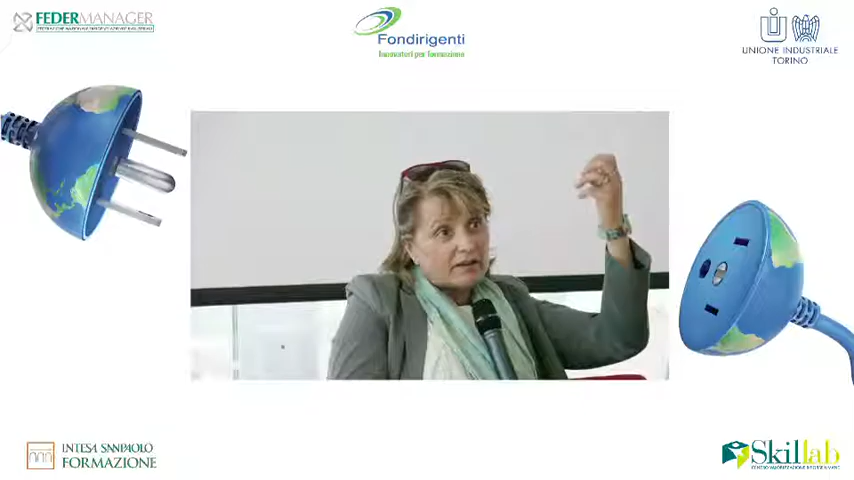 FEDERMANAGER
Fondirigenti
Innovatori per formazione
UNIONE INDUSTRIALE
TORINO
INTESA SANPAOLO
FORMAZIONE
Skillab